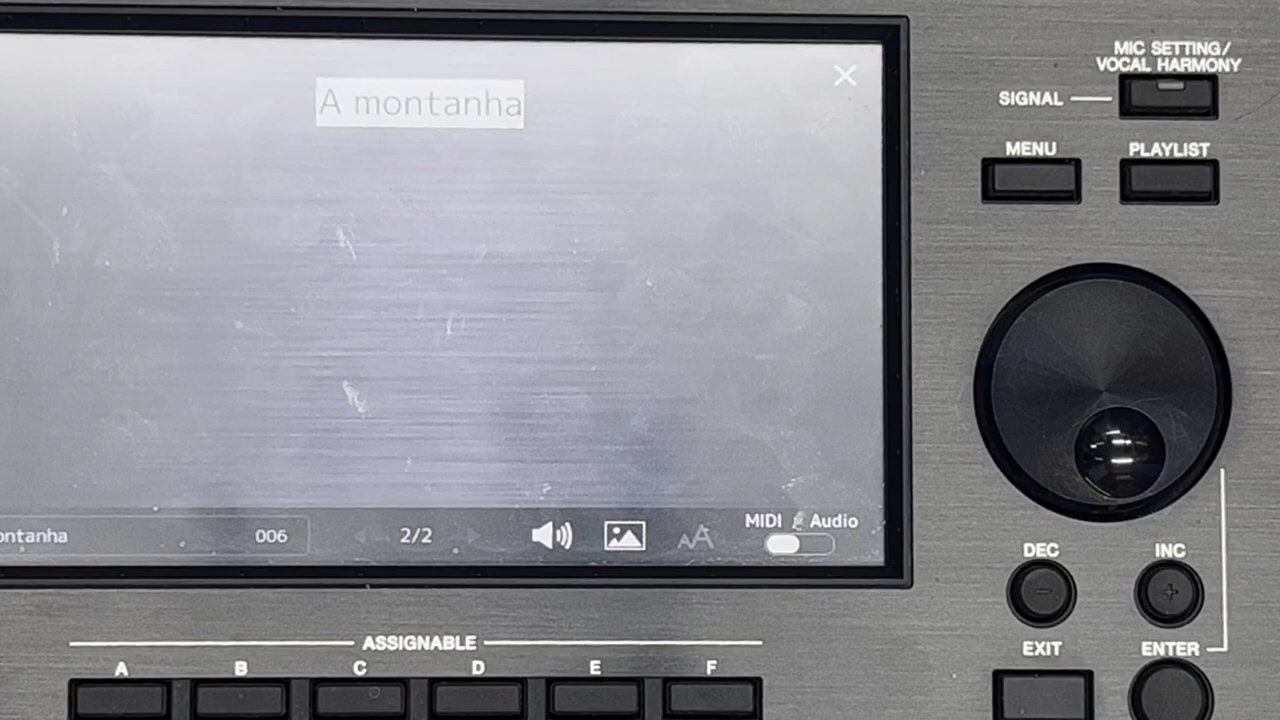 A montanha
ontanha
006
2/2
MIDI
Audio
MIC SETTING/
VOCAL HARMONY
SIGNAL
MENU
PLAYLIST
DEC
INC
EXIT
ENTER
ASSIGNABLE
A B C D E F